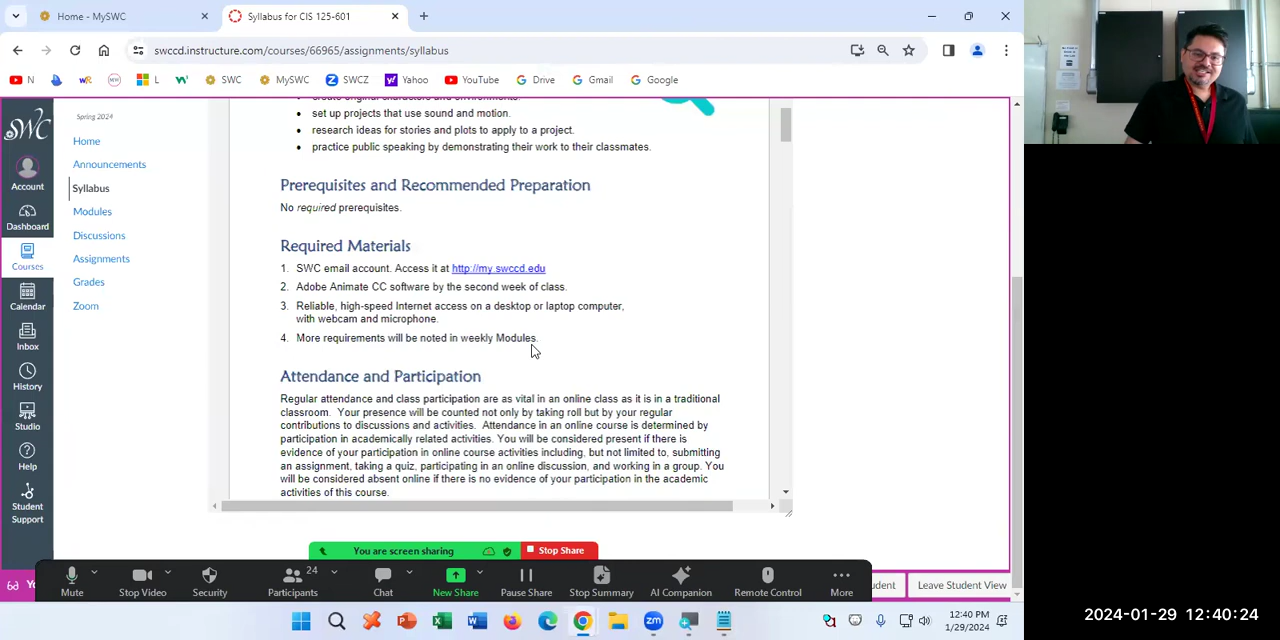 Home - MySWC
Syllabus for CIS 125-601
swccd.instructure.com/courses/66965/assignments/syllabus
N
SWC
MySWC
SWCZ
Yahoo
YouTube
Drive
Gmail
Google
SWC
Account
Dashboard
Courses
Calendar
Inbox
History
Studio
Help
Student
Support
Spring 2024
Home
Announcements
Syllabus
Modules
Discussions
Assignments
Grades
Zoom
create original characters and environments.
• set up projects that use sound and motion.
• research ideas for stories and plots to apply to a project.
• practice public speaking by demonstrating their work to their classmates.
Prerequisites and Recommended Preparation
No required prerequisites.
Required Materials
1. SWC email account. Access it at http://my.swccd.edu
2. Adobe Animate CC software by the second week of class.
3. Reliable, high-speed Internet access on a desktop or laptop computer,
with webcam and microphone.
4. More requirements will be noted in weekly Modules.
Attendance and Participation
Regular attendance and class participation are as vital in an online class as it is in a traditional
classroom. Your presence will be counted not only by taking roll but by your regular
contributions to discussions and activities. Attendance in an online course is determined by
participation in academically related activities. You will be considered present if there is
evidence of your participation in online course activities including, but not limited to, submitting
an assignment, taking a quiz, participating in an online discussion, and working in a group. You
will be considered absent online if there is no evidence of your participation in the academic
activities of this course.
You are screen sharing
Stop Share
Mute
Stop Video
Security
Participants
24
Chat
New Share
Pause Share
Stop Summary
AI Companion
Remote Control
More
Leave Student View
12:40 PM
1/29/2024
2024-01-29 12:40:24